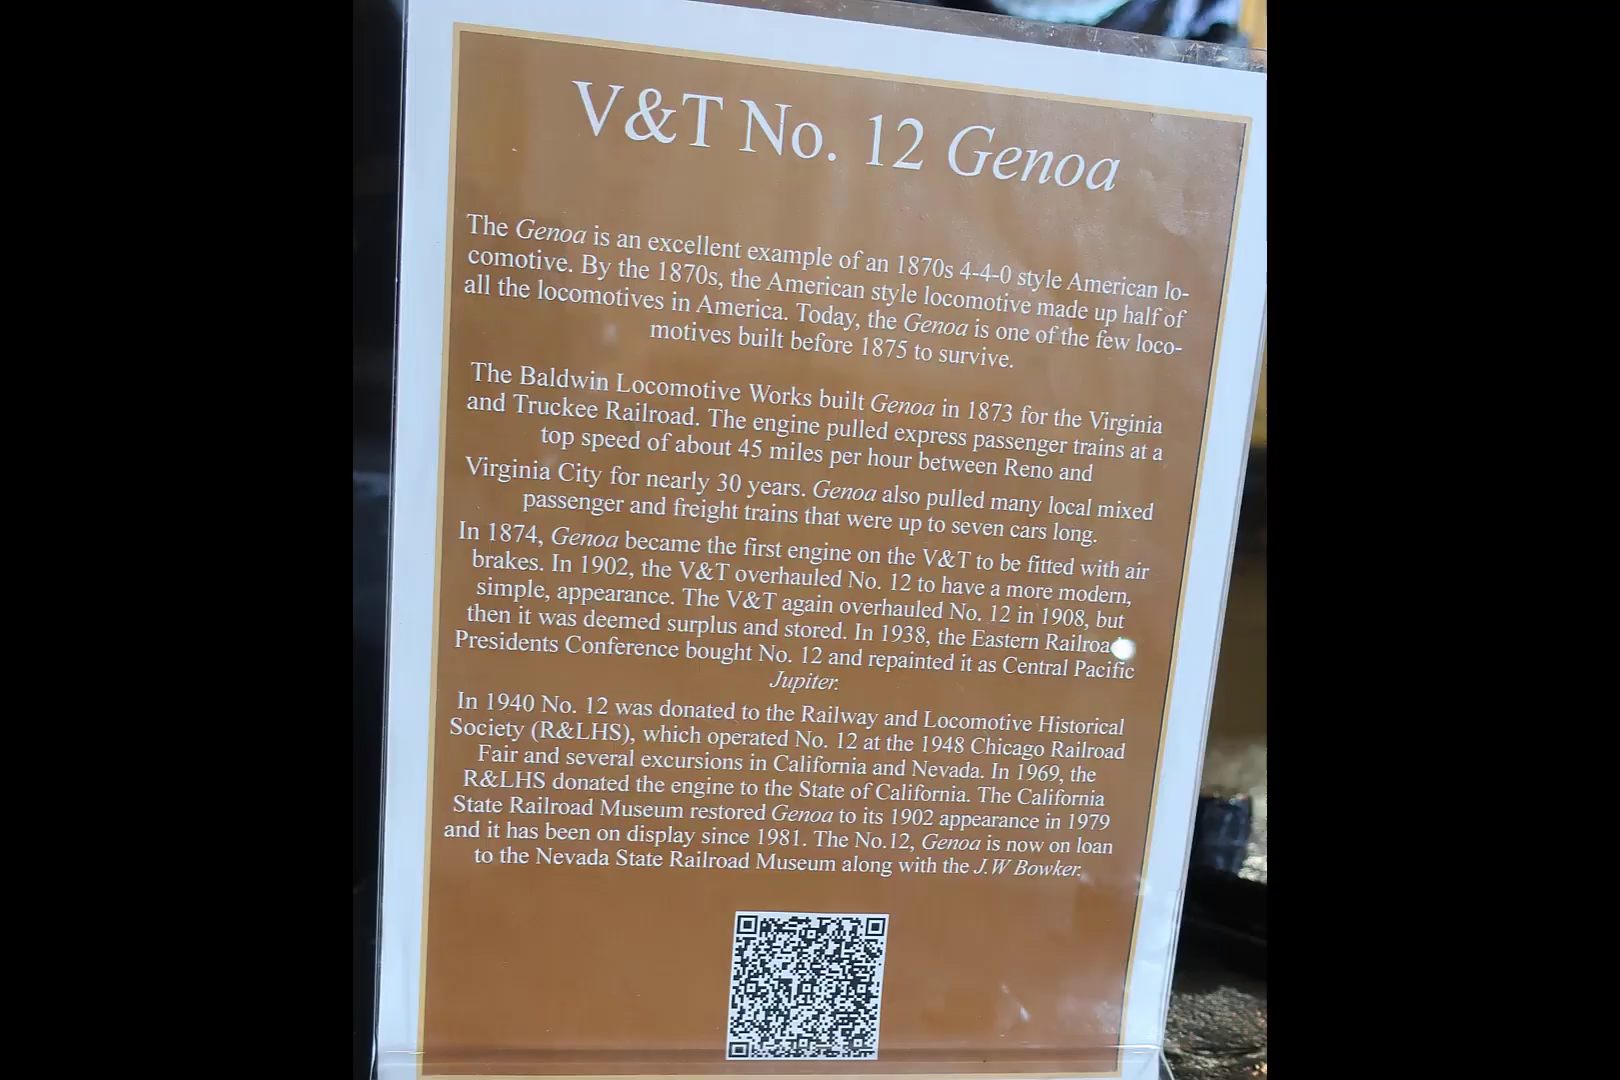 V&T No. 12 Genoa
The Genoa is an excellent example of an 1870s 4-4-0 style American lo-
comotive. By the 1870s, the American style locomotive made up half of
all the locomotives in America. Today, the Genoa is one of the few loco-
motives built before 1875 to survive.
The Baldwin Locomotive Works built Genoa in 1873 for the Virginia
and Truckee Railroad. The engine pulled express passenger trains at a
top speed of about 45 miles per hour between Reno and
Virginia City for nearly 30 years. Genoa also pulled many local mixed
passenger and freight trains that were up to seven cars long.
In 1874, Genoa became the first engine on the V&T to be fitted with air
brakes. In 1902, the V&T overhauled No. 12 to have a more modern,
simple, appearance. The V&T again overhauled No. 12 in 1908, but
then it was deemed surplus and stored. In 1938, the Eastern Railroad
Presidents Conference bought No. 12 and repainted it as Central Pacific
Jupiter.
In 1940 No. 12 was donated to the Railway and Locomotive Historical
Society (R&LHS), which operated No. 12 at the 1948 Chicago Railroad
Fair and several excursions in California and Nevada. In 1969, the
R&LHS donated the engine to the State of California. The California
State Railroad Museum restored Genoa to its 1902 appearance in 1979
and it has been on display since 1981. The No.12, Genoa is now on loan
to the Nevada State Railroad Museum along with the J.W Bowker.